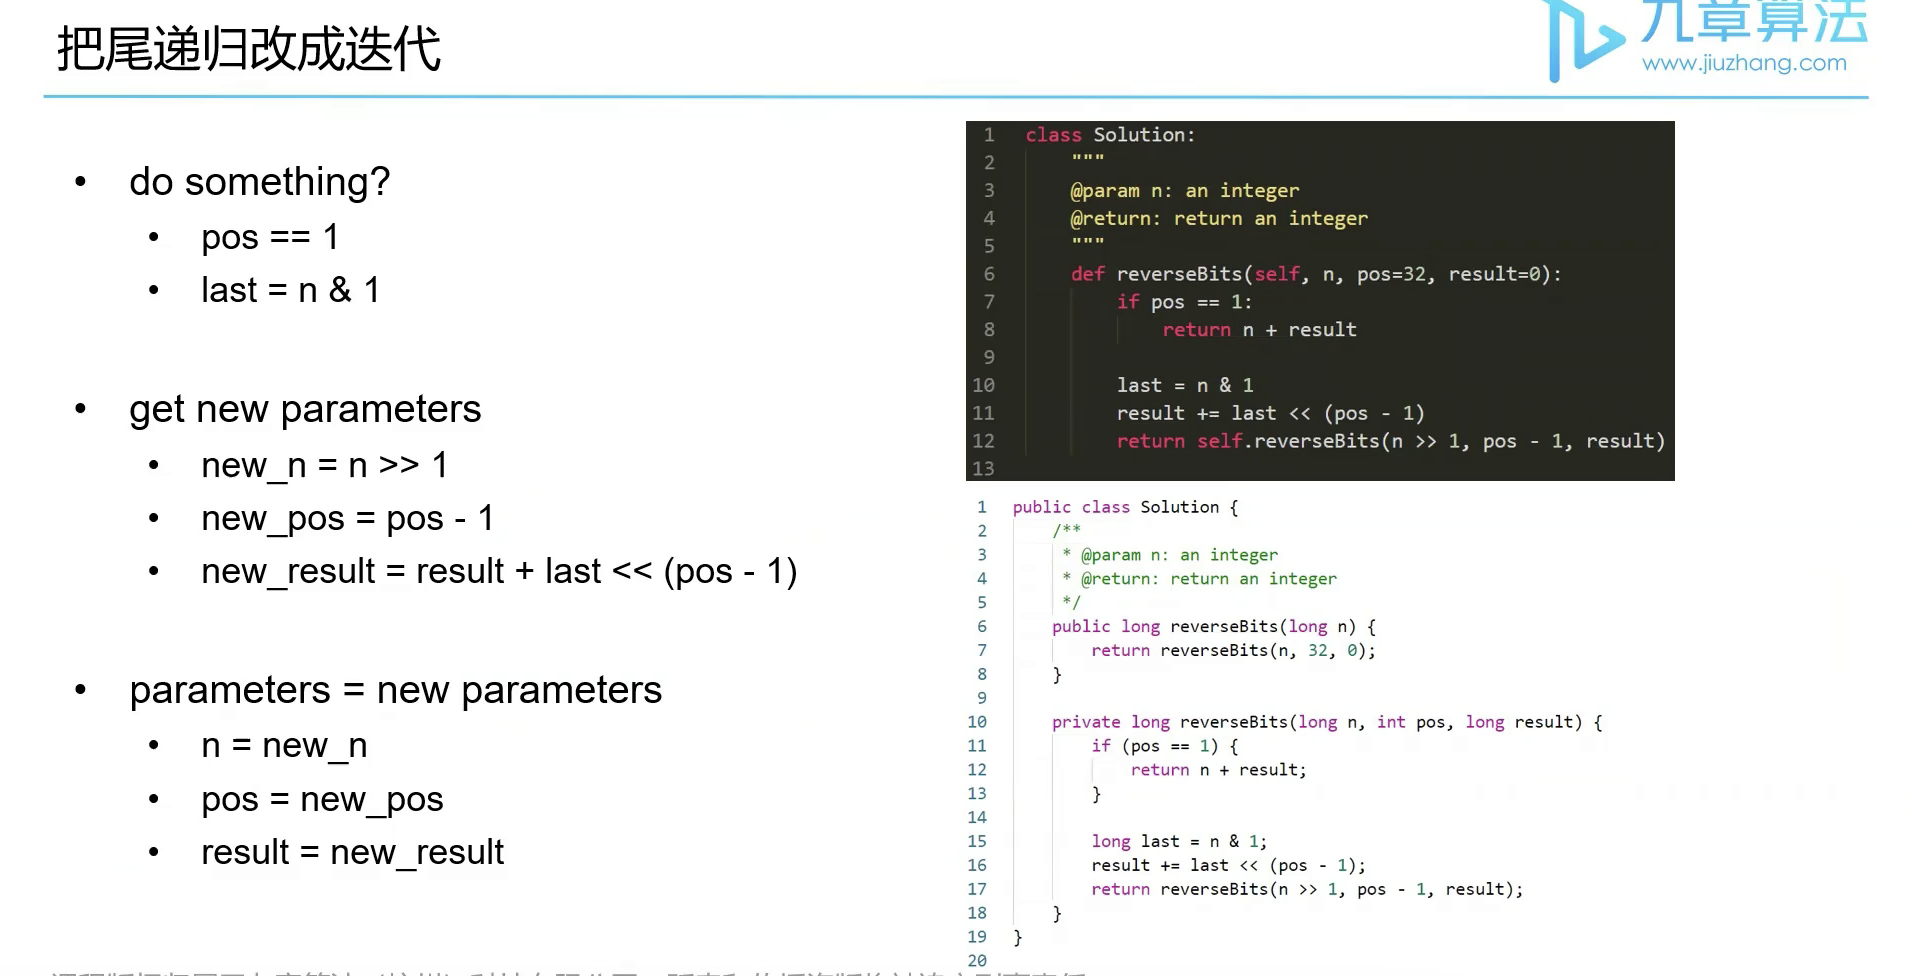 把尾递归改成迭代
九章算法
www.jiuzhang.com
• do something?
• pos == 1
• last = n & 1
• get new parameters
• new_n = n >> 1
• new_pos = pos - 1
• new_result = result + last << (pos - 1)
• parameters = new parameters
• n = new_n
• pos = new_pos
• result = new_result
1 class Solution:
2 """
3 @param n: an integer
4 @return: return an integer
5 """
6 def reverseBits(self, n, pos=32, result=0):
7 if pos == 1:
8 return n + result
9
10 last = n & 1
11 result += last << (pos - 1)
12 return self.reverseBits(n >> 1, pos - 1, result)
13
1 public class Solution {
2 /**
3 * @param n: an integer
4 * @return: return an integer
5 */
6 public long reverseBits(long n) {
7 return reverseBits(n, 32, 0);
8 }
9
10 private long reverseBits(long n, int pos, long result) {
11 if (pos == 1) {
12 return n + result;
13 }
14
15 long last = n & 1;
16 result += last << (pos - 1);
17 return reverseBits(n >> 1, pos - 1, result);
18 }
19 }
20